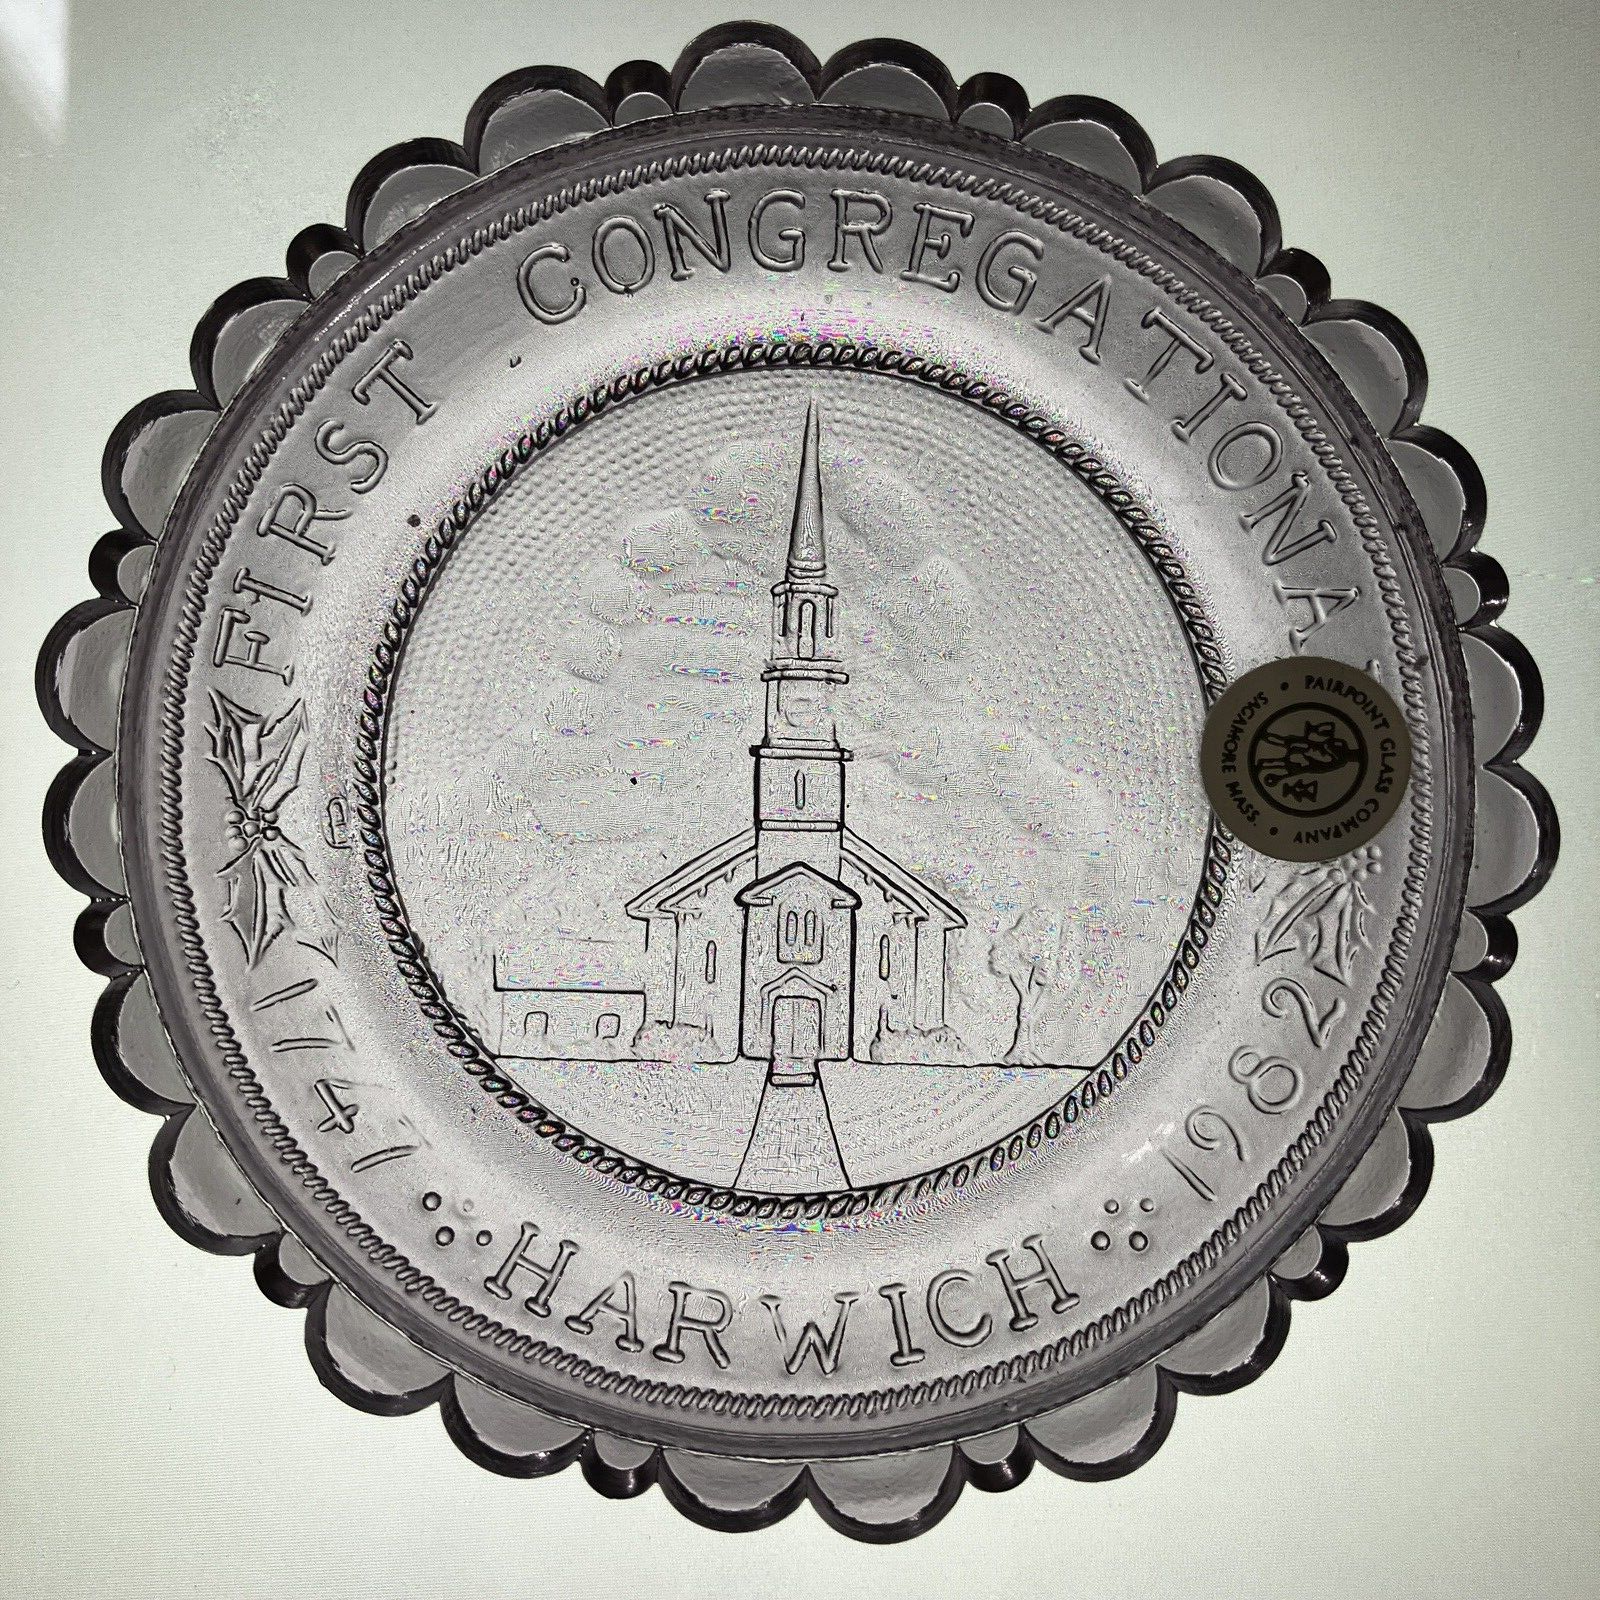 FIRST CONGREGATIONAL
1747
HARWICH
1982
PAIRPOINT GLASS COMPANY
SAGAMORE MASS.